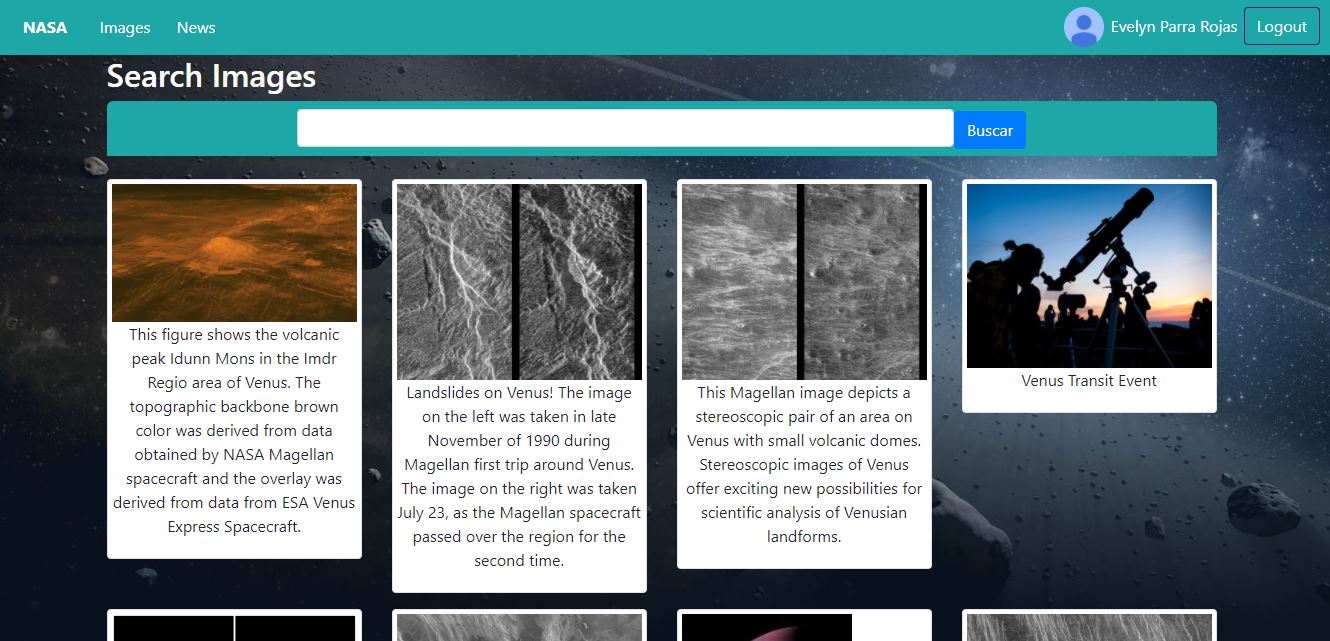 NASA Images News Evelyn Parra Rojas Logout
Search Images
Buscar
This figure shows the volcanic
peak Idunn Mons in the Imdr
Regio area of Venus. The
topographic backbone brown
color was derived from data
obtained by NASA Magellan
spacecraft and the overlay was
derived from data from ESA Venus
Express Spacecraft.
Landslides on Venus! The image
on the left was taken in late
November of 1990 during
Magellan first trip around Venus.
The image on the right was taken
July 23, as the Magellan spacecraft
passed over the region for the
second time.
This Magellan image depicts a
stereoscopic pair of an area on
Venus with small volcanic domes.
Stereoscopic images of Venus
offer exciting new possibilities for
scientific analysis of Venusian
landforms.
Venus Transit Event